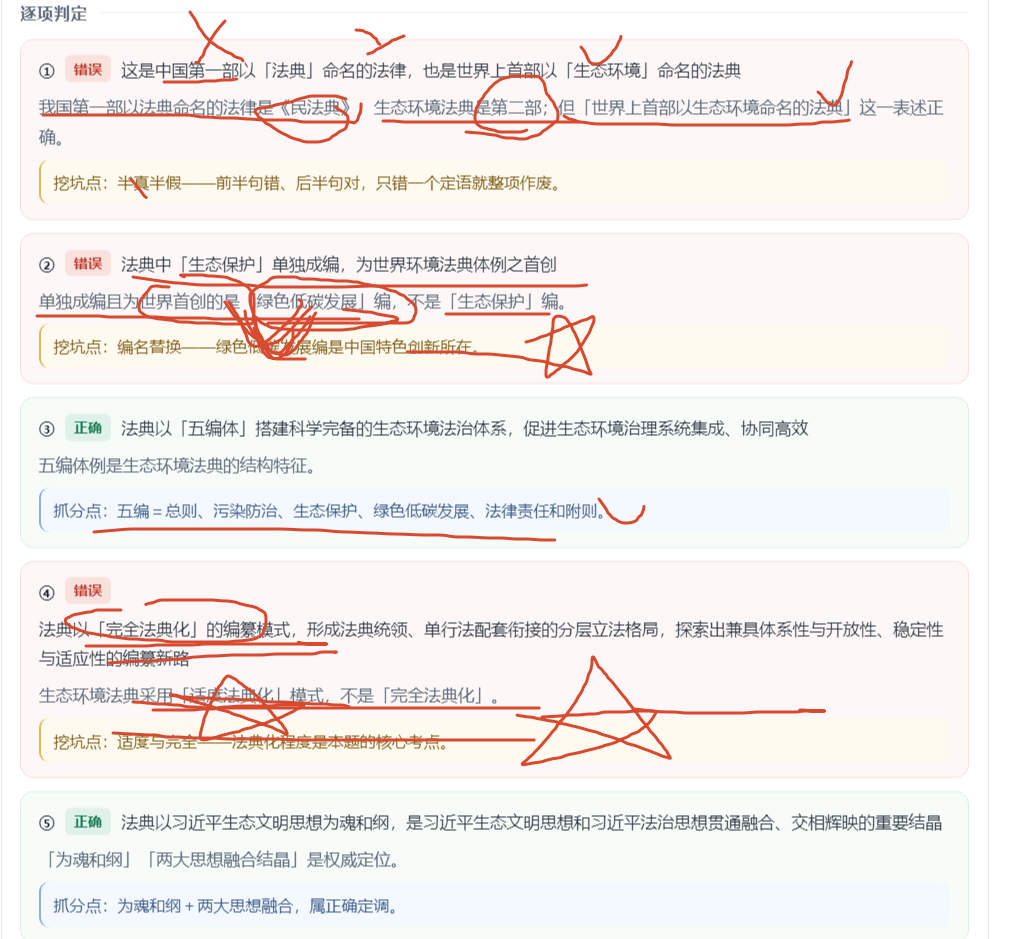 逐项判定
① 错误 这是中国第一部以「法典」命名的法律，也是世界上首部以「生态环境」命名的法典
我国第一部以法典命名的法律是《民法典》，生态环境法典是第二部；但「世界上首部以生态环境命名的法典」这一表述正
确。
挖坑点：半真半假——前半句错、后半句对，只错一个定语就整项作废。
② 错误 法典中「生态保护」单独成编，为世界环境法典体例之首创
单独成编且为世界首创的是「绿色低碳发展」编，不是「生态保护」编。
挖坑点：编名替换——绿色低碳发展编是中国特色创新所在。
③ 正确 法典以「五编体」搭建科学完备的生态环境法治体系，促进生态环境治理系统集成、协同高效
五编体例是生态环境法典的结构特征。
抓分点：五编＝总则、污染防治、生态保护、绿色低碳发展、法律责任和附则。
④ 错误
法典以「完全法典化」的编纂模式，形成法典统领、单行法配套衔接的分层立法格局，探索出兼具体系性与开放性、稳定性
与适应性的编纂新路
生态环境法典采用「适度法典化」模式，不是「完全法典化」。
挖坑点：适度与完全——法典化程度是本题的核心考点。
⑤ 正确 法典以习近平生态文明思想为魂和纲，是习近平生态文明思想和习近平法治思想贯通融合、交相辉映的重要结晶
「为魂和纲」「两大思想融合结晶」是权威定位。
抓分点：为魂和纲＋两大思想融合，属正确定调。